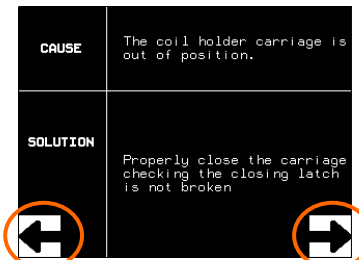 CAUSE
The coil holder carriage is
out of position.
SOLUTION
Properly close the carriage
checking the closing latch
is not broken